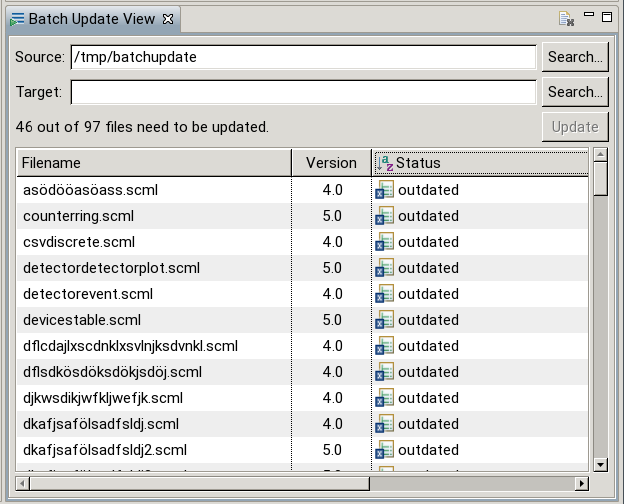 Batch Update View
Source: /tmp/batchupdate Search...
Target: Search...
46 out of 97 files need to be updated. Update
Filename Version Status
asödööasöass.scml 4.0 outdated
counterring.scml 5.0 outdated
csvdiscrete.scml 4.0 outdated
detectordetectorplot.scml 5.0 outdated
detectorevent.scml 4.0 outdated
devicestable.scml 5.0 outdated
dflcdajlxscdnklxsvlnjksdvnkl.scml 4.0 outdated
dflsdkösdöksdökjsdöj.scml 4.0 outdated
djkwsdikjwfkljwefjk.scml 4.0 outdated
dkafjsafölsadfsldj.scml 4.0 outdated
dkafjsafölsadfsldj2.scml 5.0 outdated